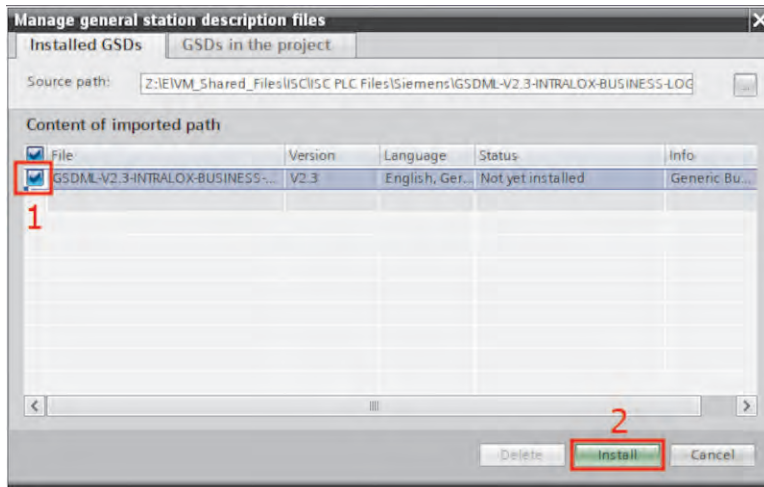 Manage general station description files
Installed GSDs GSDs in the project
Source path: Z:\E\VM_Shared_Files\ISC\ISC PLC Files\Siemens\GSDML-V2.3-INTRALOX-BUSINESS-LOG
Content of imported path
File Version Language Status Info
GSDML-V2.3-INTRALOX-BUSINESS-... V2.3 English, Ger... Not yet installed Generic Bu...
1
2
Delete Install Cancel